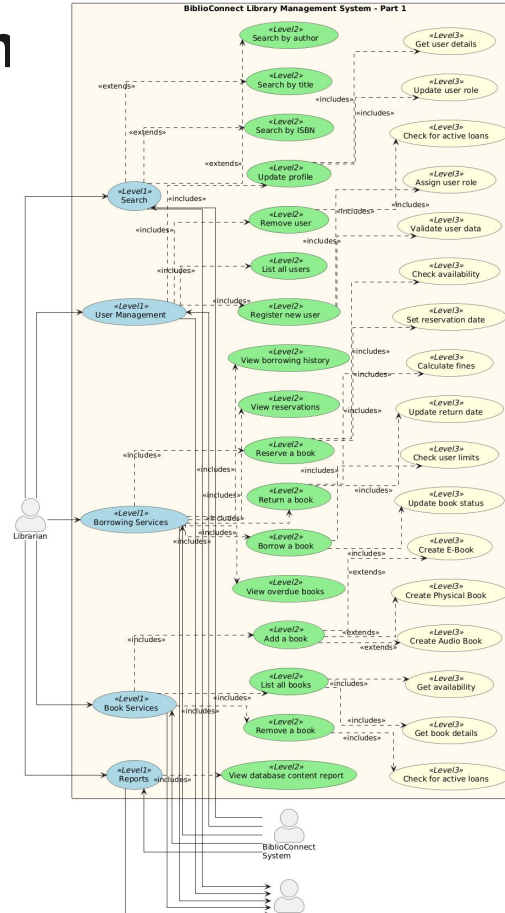 BiblioConnect Library Management System - Part 1
«Level2»
Search by author
«Level3»
Get user details
«extends»
«Level2»
Search by title
«includes»
«Level3»
Update user role
«includes»
«extends»
«Level2»
Search by ISBN
«Level3»
Check for active loans
«extends»
«Level2»
Update profile
«Level3»
Assign user role
«Level1»
Search
«includes»
«Level2»
Remove user
«includes»
«Level3»
Validate user data
«includes»
«includes»
«Level2»
List all users
«includes»
«Level3»
Check availability
«Level1»
User Management
«includes»
«Level2»
Register new user
«Level3»
Set reservation date
«Level2»
View borrowing history
«includes»
«Level3»
Calculate fines
«includes»
«Level2»
View reservations
«includes»
«Level3»
Update return date
«includes»
«Level2»
Reserve a book
«Level3»
Check user limits
«includes»
«includes»
«Level2»
Return a book
«includes»
«Level3»
Update book status
Librarian
«Level1»
Borrowing Services
«includes»
«includes»
«Level2»
Borrow a book
«Level3»
Create E-Book
«includes»
«extends»
«Level2»
View overdue books
«Level3»
Create Physical Book
«includes»
«Level2»
Add a book
«extends»
«extends»
«Level3»
Create Audio Book
«Level2»
List all books
«includes»
«Level3»
Get availability
«Level1»
Book Services
«includes»
«includes»
«Level2»
Remove a book
«includes»
«includes»
«Level3»
Get book details
«Level1»
Reports
«includes»
«Level2»
View database content report
«Level3»
Check for active loans
BiblioConnect
System